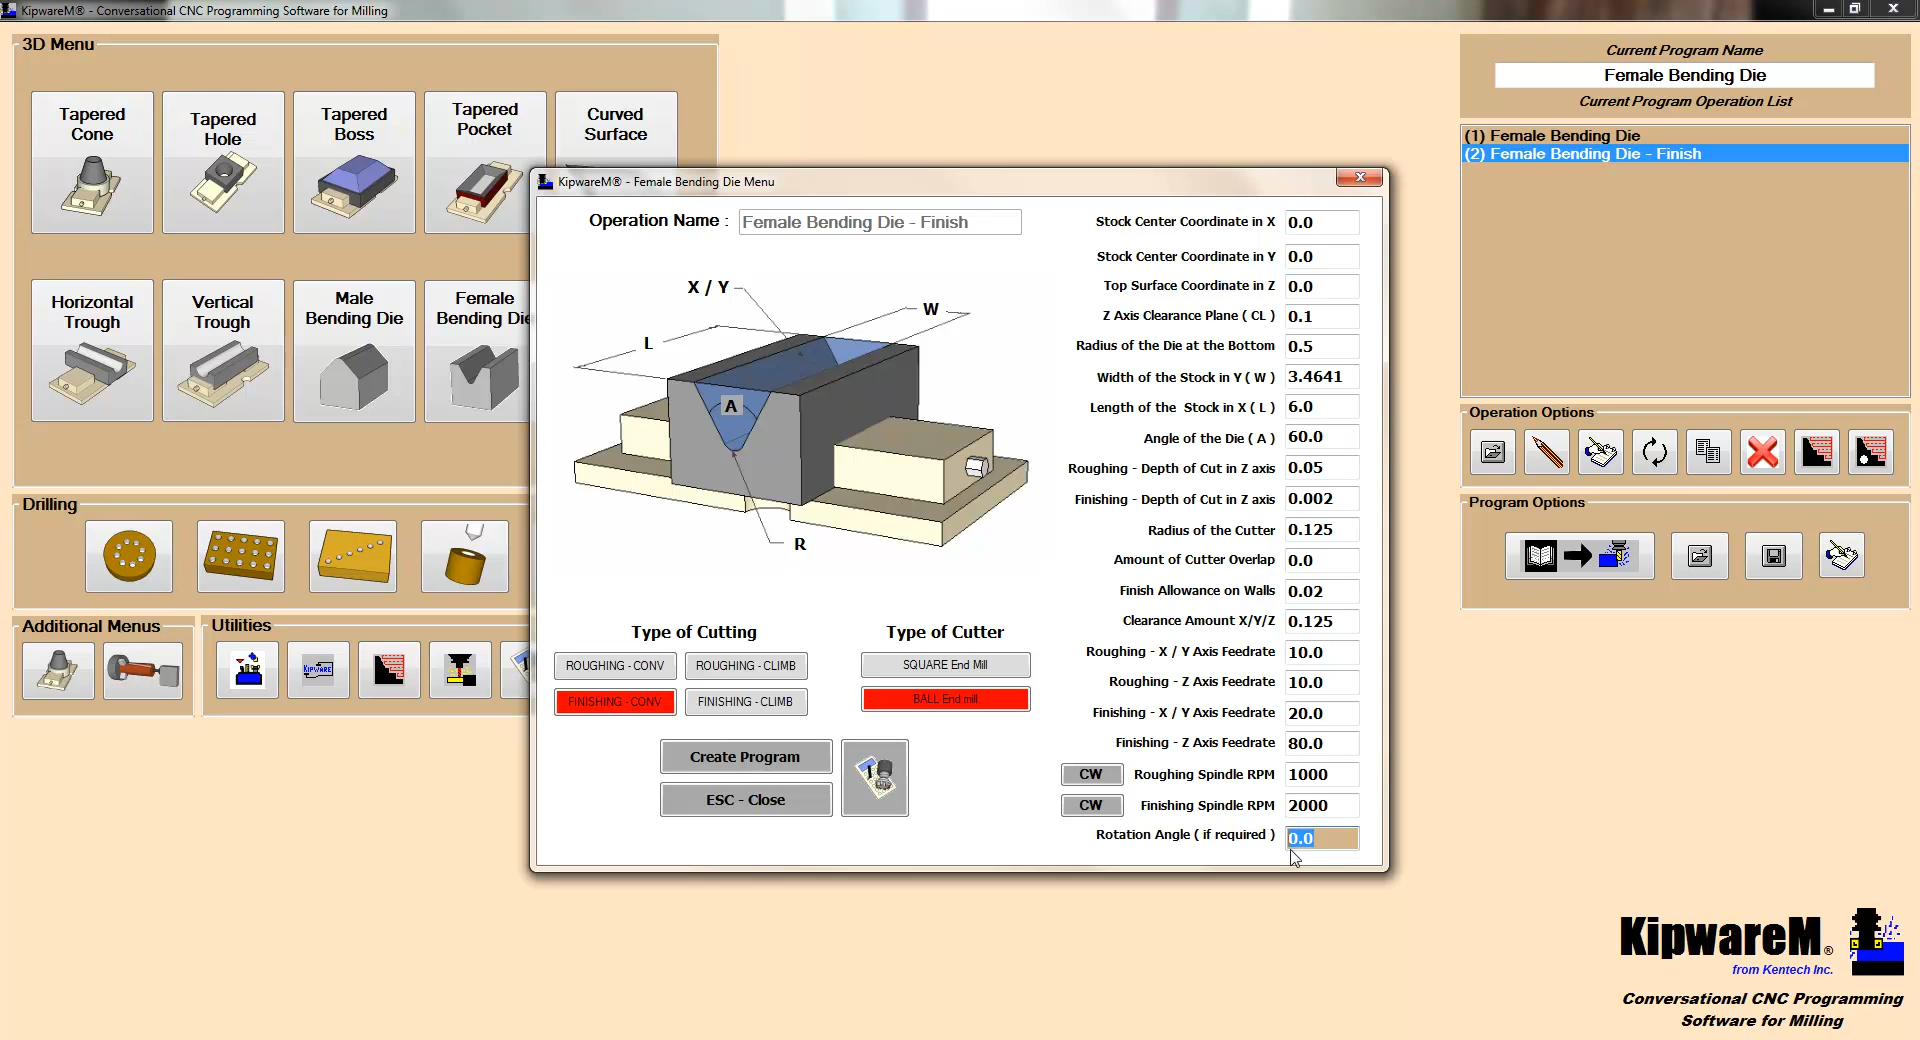 KipwareM® - Conversational CNC Programming Software for Milling
3D Menu
Tapered
Cone
Tapered
Hole
Tapered
Boss
Tapered
Pocket
Curved
Surface
Horizontal
Trough
Vertical
Trough
Male
Bending Die
Female
Bending Die
Drilling
Additional Menus
Utilities
KIPWARE
KipwareM® - Female Bending Die Menu
Operation Name :
Female Bending Die - Finish
X / Y
W
L
A
R
Type of Cutting
ROUGHING - CONV
ROUGHING - CLIMB
FINISHING - CONV
FINISHING - CLIMB
Type of Cutter
SQUARE End Mill
BALL End mill
Create Program
ESC - Close
Stock Center Coordinate in X 0.0
Stock Center Coordinate in Y 0.0
Top Surface Coordinate in Z 0.0
Z Axis Clearance Plane ( CL ) 0.1
Radius of the Die at the Bottom 0.5
Width of the Stock in Y ( W ) 3.4641
Length of the Stock in X ( L ) 6.0
Angle of the Die ( A ) 60.0
Roughing - Depth of Cut in Z axis 0.05
Finishing - Depth of Cut in Z axis 0.002
Radius of the Cutter 0.125
Amount of Cutter Overlap 0.0
Finish Allowance on Walls 0.02
Clearance Amount X/Y/Z 0.125
Roughing - X / Y Axis Feedrate 10.0
Roughing - Z Axis Feedrate 10.0
Finishing - X / Y Axis Feedrate 20.0
Finishing - Z Axis Feedrate 80.0
CW Roughing Spindle RPM 1000
CW Finishing Spindle RPM 2000
Rotation Angle ( if required ) 0.0
Current Program Name
Female Bending Die
Current Program Operation List
(1) Female Bending Die
(2) Female Bending Die - Finish
Operation Options
Program Options
KipwareM®
from Kentech Inc.
Conversational CNC Programming
Software for Milling